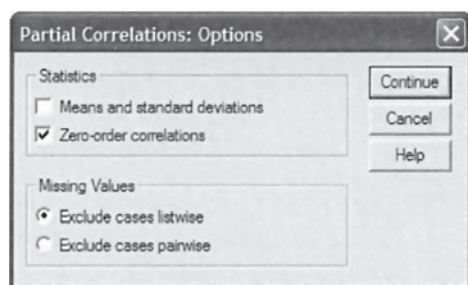 Partial Correlations: Options
Statistics
Means and standard deviations
Zero-order correlations
Missing Values
Exclude cases listwise
Exclude cases pairwise
Continue
Cancel
Help